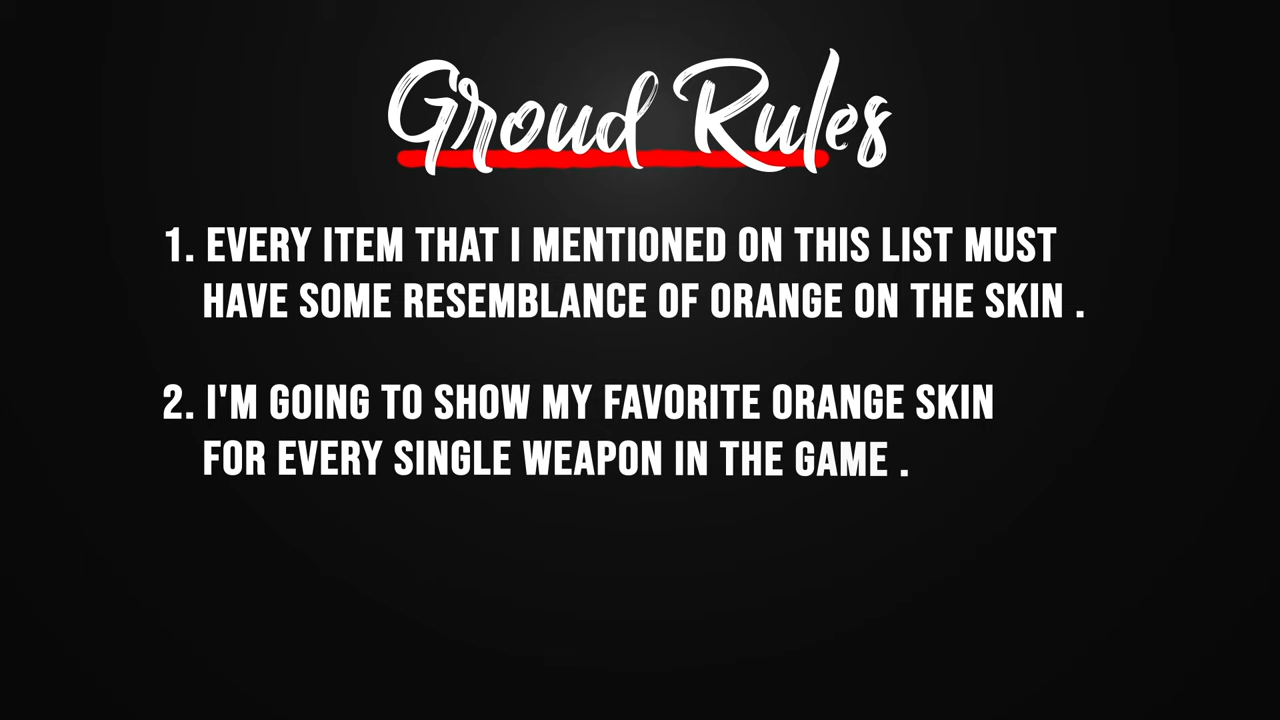 Groud Rules
1. EVERY ITEM THAT I MENTIONED ON THIS LIST MUST
HAVE SOME RESEMBLANCE OF ORANGE ON THE SKIN .
2. I'M GOING TO SHOW MY FAVORITE ORANGE SKIN
FOR EVERY SINGLE WEAPON IN THE GAME .